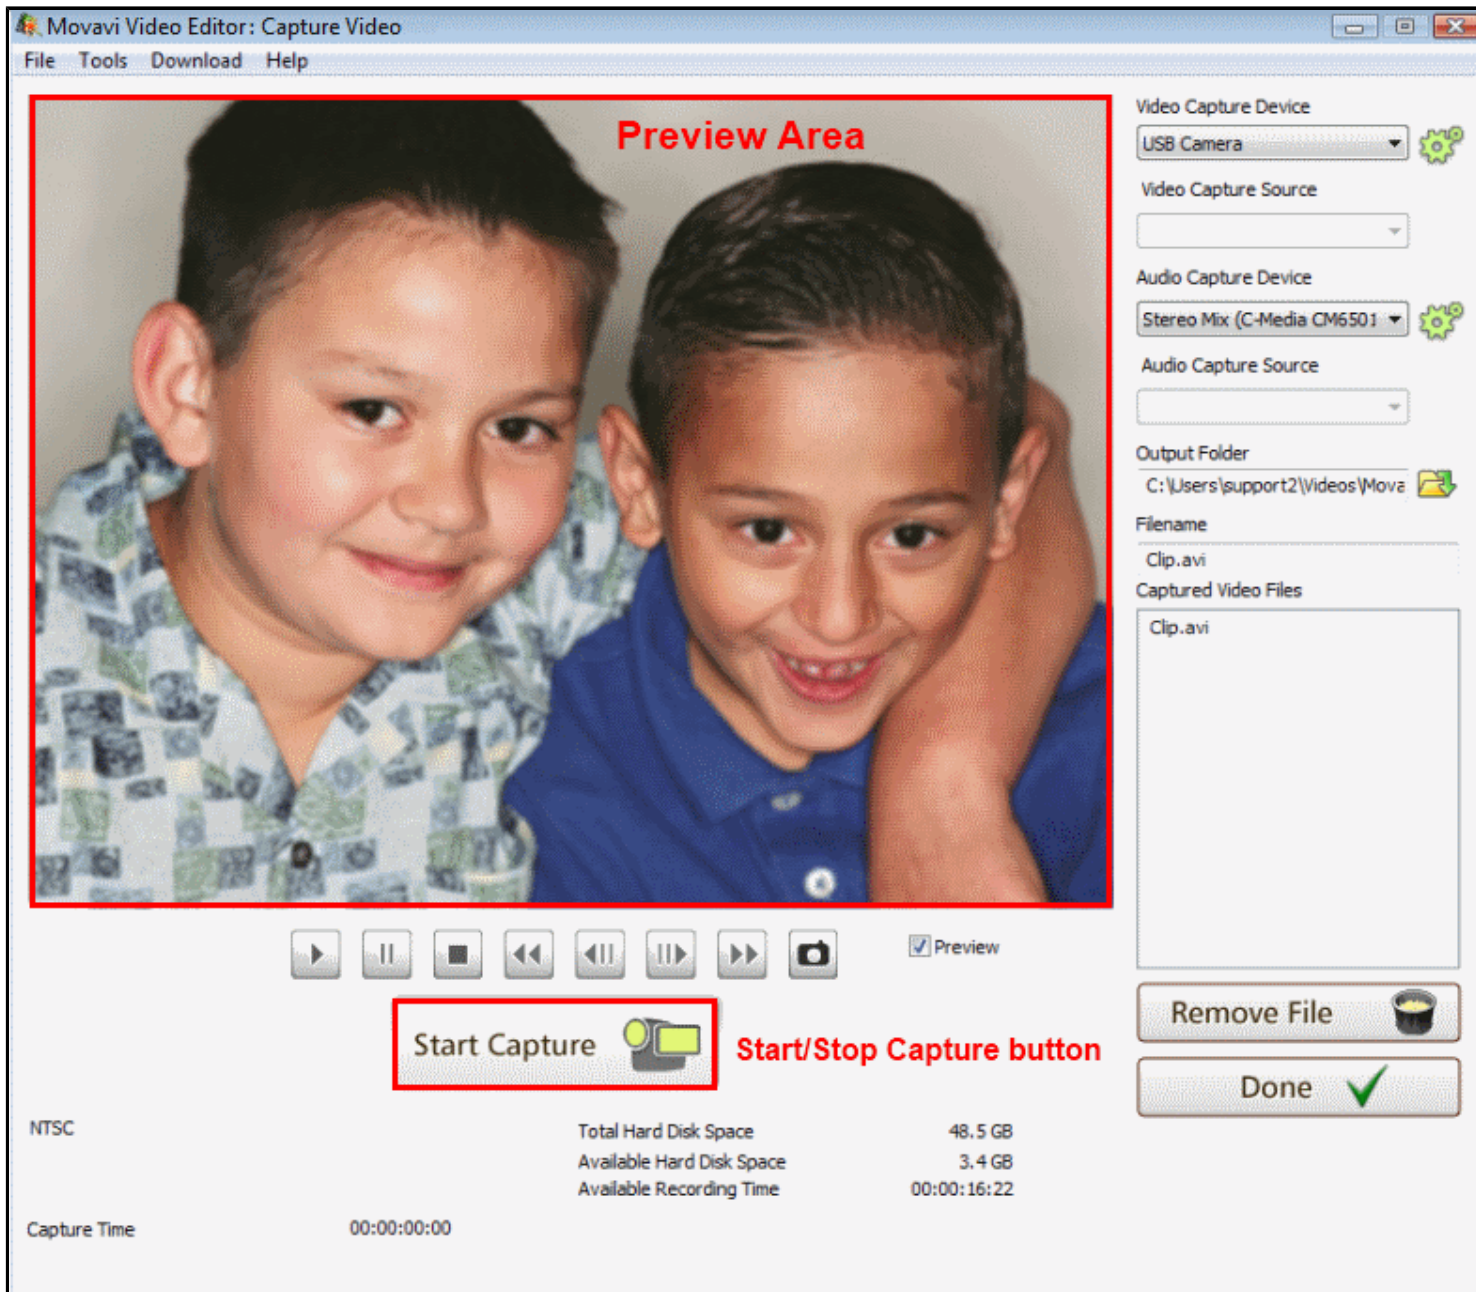 Movavi Video Editor: Capture Video
File Tools Download Help
Preview Area
Video Capture Device
USB Camera
Video Capture Source
Audio Capture Device
Stereo Mix (C-Media CM6501
Audio Capture Source
Output Folder
C:\Users\support2\Videos\Mova
Filename
Clip.avi
Captured Video Files
Clip.avi
Preview
Start Capture
Start/Stop Capture button
Remove File
Done
NTSC
Total Hard Disk Space 48.5 GB
Available Hard Disk Space 3.4 GB
Available Recording Time 00:00:16:22
Capture Time 00:00:00:00